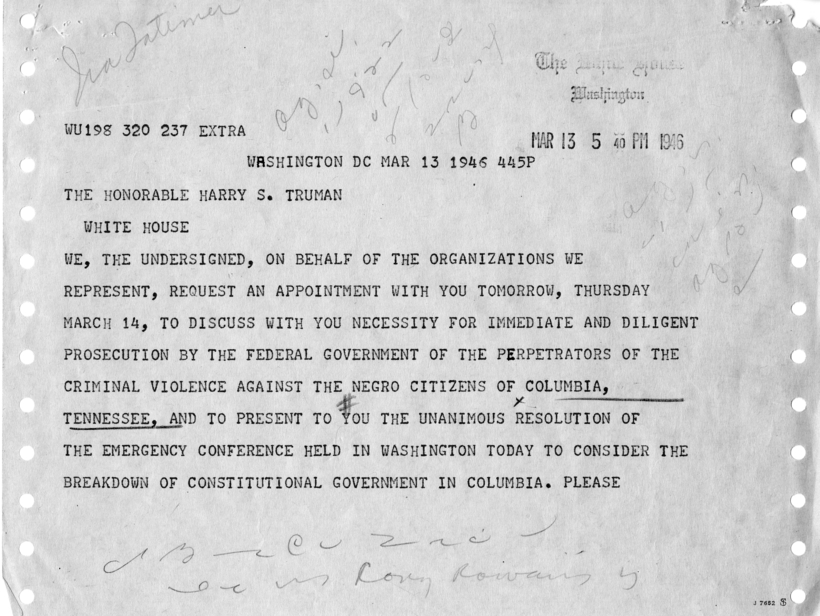 The White House
Washington
WU198 320 237 EXTRA
MAR 13 5 40 PM 1946
WASHINGTON DC MAR 13 1946 445P
THE HONORABLE HARRY S. TRUMAN
WHITE HOUSE
WE, THE UNDERSIGNED, ON BEHALF OF THE ORGANIZATIONS WE
REPRESENT, REQUEST AN APPOINTMENT WITH YOU TOMORROW, THURSDAY
MARCH 14, TO DISCUSS WITH YOU NECESSITY FOR IMMEDIATE AND DILIGENT
PROSECUTION BY THE FEDERAL GOVERNMENT OF THE PERPETRATORS OF THE
CRIMINAL VIOLENCE AGAINST THE NEGRO CITIZENS OF COLUMBIA,
TENNESSEE, AND TO PRESENT TO YOU THE UNANIMOUS RESOLUTION OF
THE EMERGENCY CONFERENCE HELD IN WASHINGTON TODAY TO CONSIDER THE
BREAKDOWN OF CONSTITUTIONAL GOVERNMENT IN COLUMBIA. PLEASE
J 7652